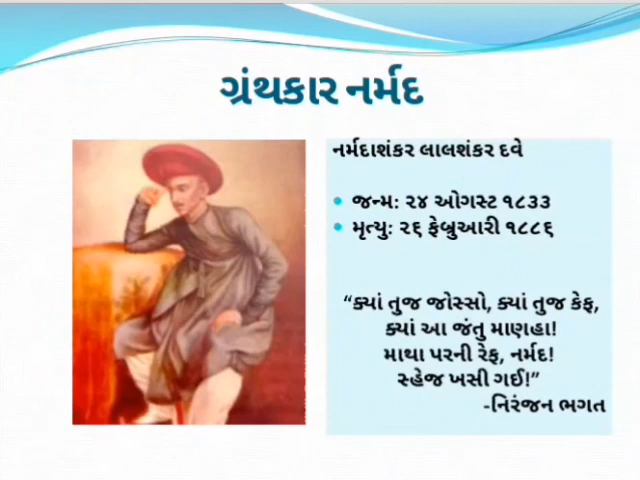 ગ્રંથકાર નર્મદ
નર્મદાશંકર લાલશંકર દવે
જન્મ: ૨૪ ઓગસ્ટ ૧૮૩૩
મૃત્યુ: ૨૬ ફેબ્રુઆરી ૧૮૮૬
“ક્યાં તુજ જોસ્સો, ક્યાં તુજ કેફ,
ક્યાં આ જંતુ માણહા!
માથા પરની રેફ, નર્મદ!
સ્હેજ ખસી ગઈ!”
-નિરંજન ભગત